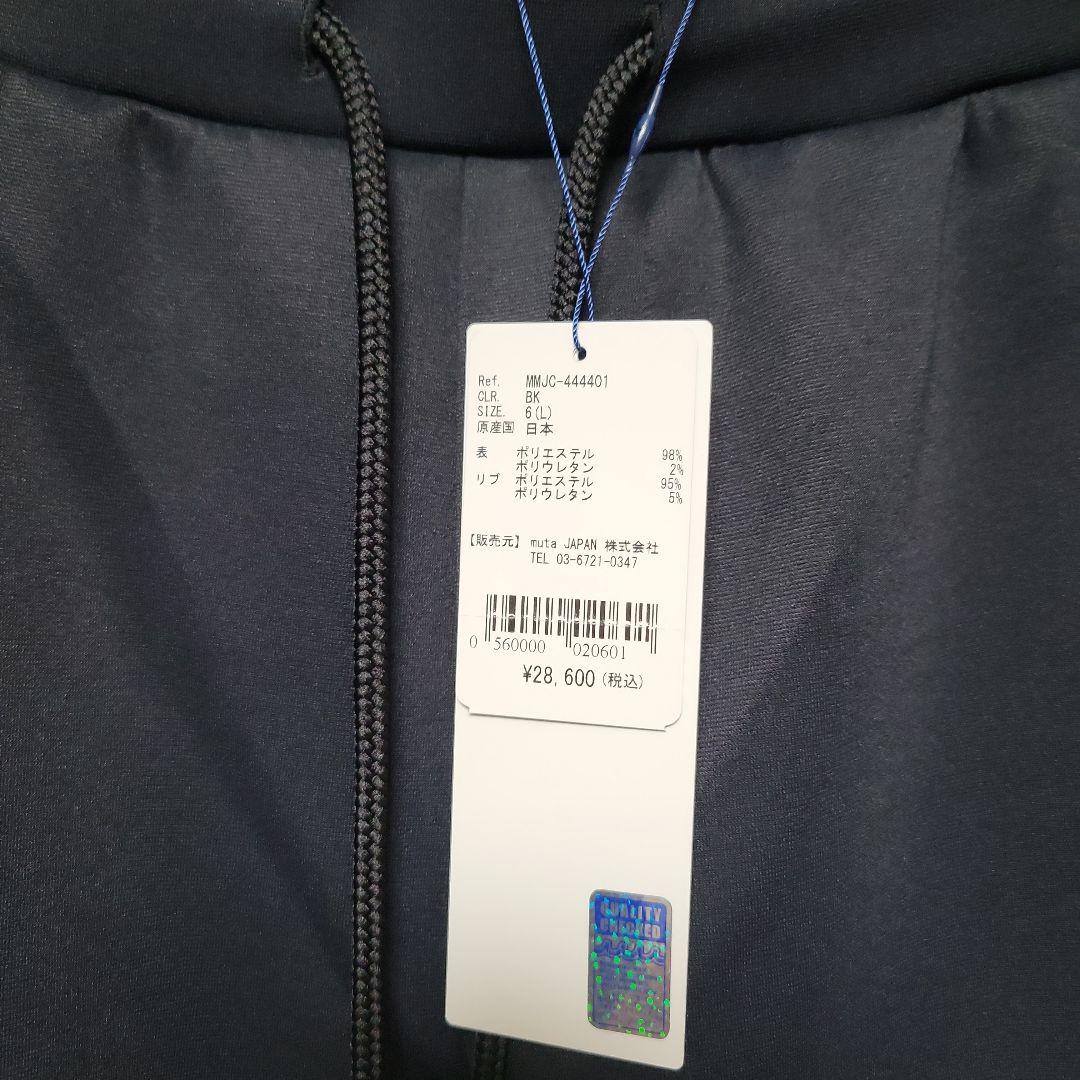 Ref. MMJC-444401
CLR. BK
SIZE. 6(L)
原産国 日本
表 ポリエステル 98%
ポリウレタン 2%
リブ ポリエステル 95%
ポリウレタン 5%
【販売元】 muta JAPAN 株式会社
TEL 03-6721-0347
0 560000 020601
¥28,600(税込)
QUALITY
CHECKED